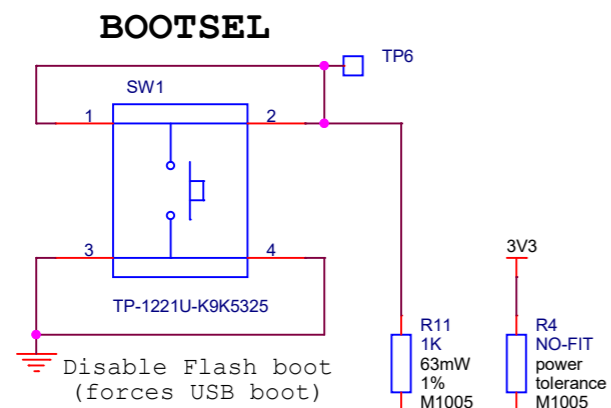 BOOTSEL
TP6
SW1
1
2
3
4
TP-1221U-K9K5325
Disable Flash boot
(forces USB boot)
R11
1K
63mW
1%
M1005
3V3
R4
NO-FIT
power
tolerance
M1005